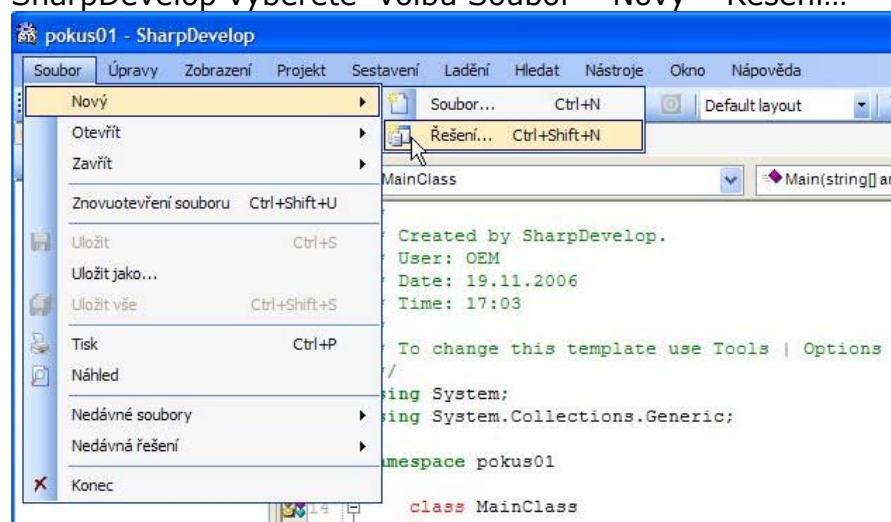 SharpDevelop vyberete volbu Soubor Nový Řešení...
pokus01 - SharpDevelop
Soubor Úpravy Zobrazení Projekt Sestavení Ladění Hledat Nástroje Okno Nápověda
Nový
Soubor... Ctrl+N
Default layout
Otevřít
Řešení... Ctrl+Shift+N
Zavřít
MainClass
Main(string[] ar
Znovuotevření souboru Ctrl+Shift+U
Uložit Ctrl+S
Uložit jako...
Uložit vše Ctrl+Shift+S
Tisk Ctrl+P
Náhled
Nedávné soubory
Nedávná řešení
Konec
Created by SharpDevelop.
User: OEM
Date: 19.11.2006
Time: 17:03
To change this template use Tools | Options
*/
sing System;
sing System.Collections.Generic;
amespace pokus01
14 class MainClass